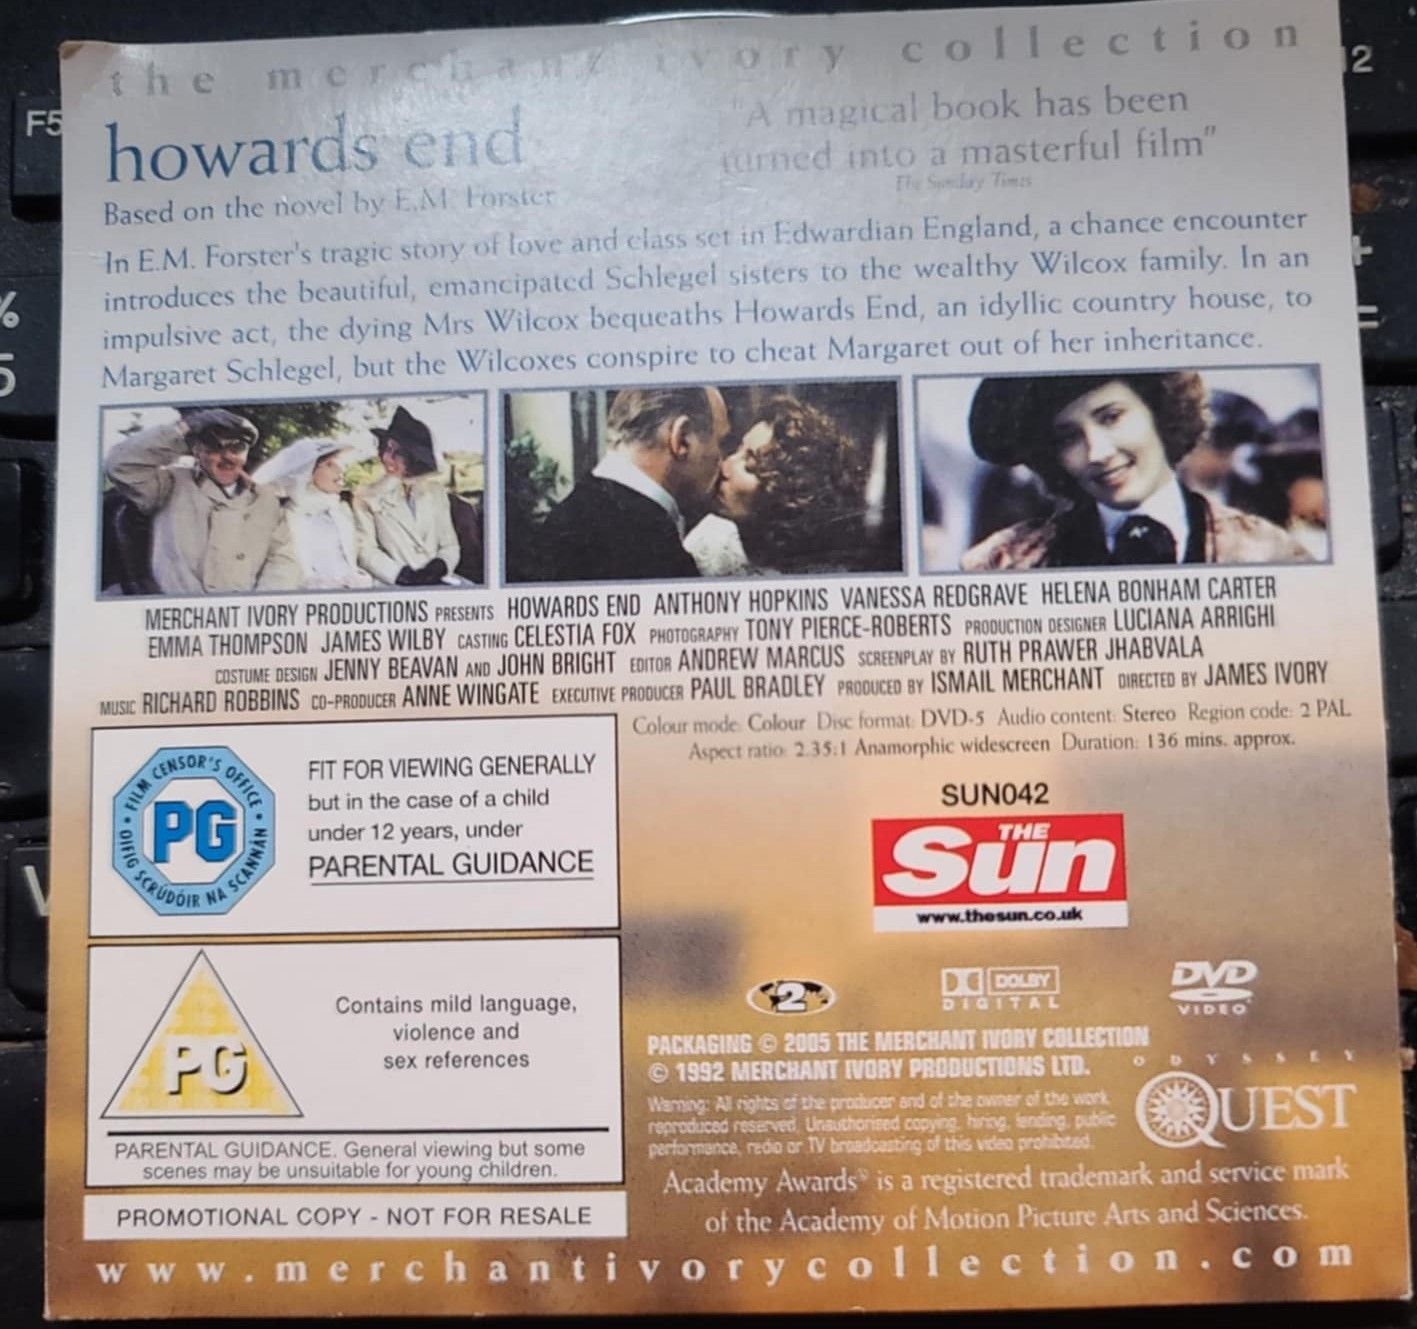 the merchant ivory collection
howards end
"A magical book has been
turned into a masterful film"
The Sunday Times
Based on the novel by E.M. Forster
In E.M. Forster's tragic story of love and class set in Edwardian England, a chance encounter
introduces the beautiful, emancipated Schlegel sisters to the wealthy Wilcox family. In an
impulsive act, the dying Mrs Wilcox bequeaths Howards End, an idyllic country house, to
Margaret Schlegel, but the Wilcoxes conspire to cheat Margaret out of her inheritance.
MERCHANT IVORY PRODUCTIONS PRESENTS HOWARDS END ANTHONY HOPKINS VANESSA REDGRAVE HELENA BONHAM CARTER
EMMA THOMPSON JAMES WILBY CASTING CELESTIA FOX PHOTOGRAPHY TONY PIERCE-ROBERTS PRODUCTION DESIGNER LUCIANA ARRIGHI
COSTUME DESIGN JENNY BEAVAN AND JOHN BRIGHT EDITOR ANDREW MARCUS SCREENPLAY BY RUTH PRAWER JHABVALA
MUSIC RICHARD ROBBINS CO-PRODUCER ANNE WINGATE EXECUTIVE PRODUCER PAUL BRADLEY PRODUCED BY ISMAIL MERCHANT DIRECTED BY JAMES IVORY
Colour mode: Colour Disc format: DVD-5 Audio content: Stereo Region code: 2 PAL
Aspect ratio: 2.35:1 Anamorphic widescreen Duration: 136 mins. approx.
FILM CENSOR'S OFFICE
PG
OIFIG SCRÚDÓIR NA SCANNÁN
FIT FOR VIEWING GENERALLY
but in the case of a child
under 12 years, under
PARENTAL GUIDANCE
SUN042
THE
Sun
www.thesun.co.uk
PG
Contains mild language,
violence and
sex references
PARENTAL GUIDANCE. General viewing but some
scenes may be unsuitable for young children.
PROMOTIONAL COPY - NOT FOR RESALE
2
DOLBY
DIGITAL
DVD
VIDEO
PACKAGING © 2005 THE MERCHANT IVORY COLLECTION
© 1992 MERCHANT IVORY PRODUCTIONS LTD.
Warning: All rights of the producer and of the owner of the work
reproduced reserved. Unauthorised copying, hiring, lending, public
performance, radio or TV broadcasting of this video prohibited.
ODYSSEY
QUEST
Academy Awards® is a registered trademark and service mark
of the Academy of Motion Picture Arts and Sciences.
www.merchantivorycollection.com
F5
%
5
12
+
=